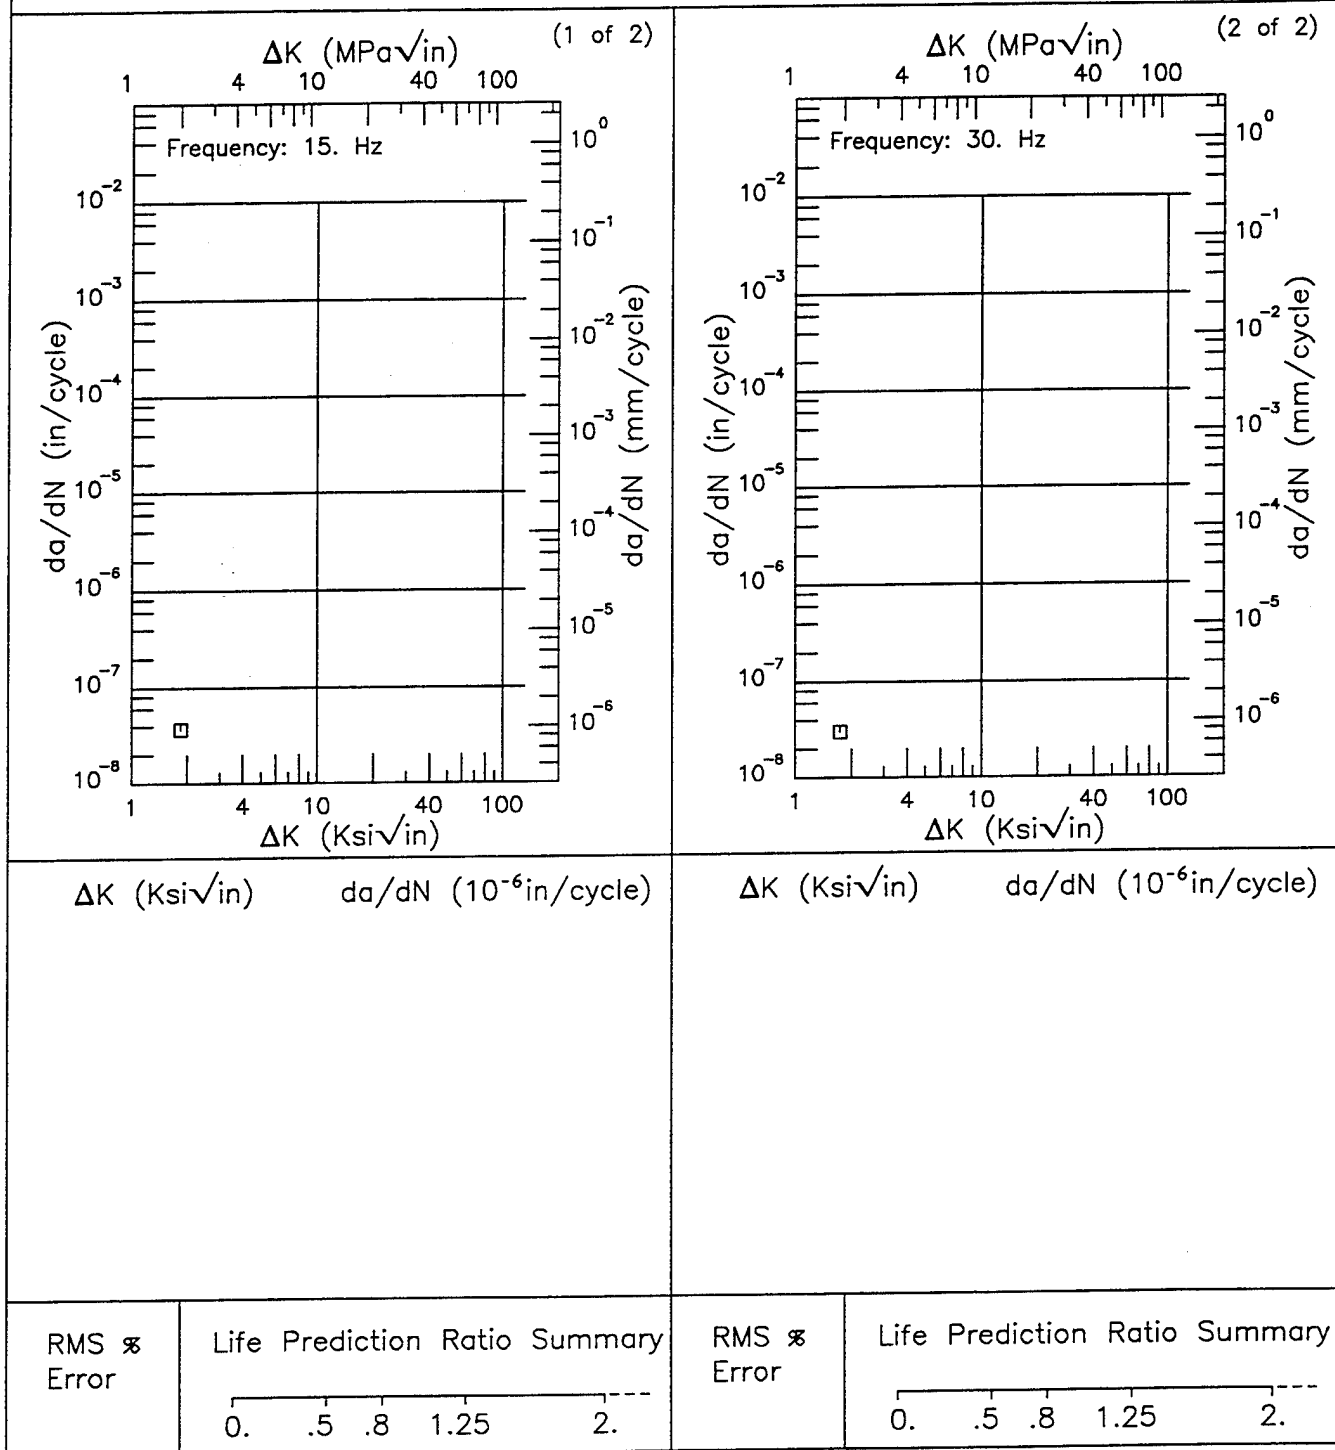 (1 of 2)
ΔK (MPa√in)
1 4 10 40 100
Frequency: 15. Hz
10⁰
10⁻²
10⁻¹
10⁻³
10⁻²
10⁻⁴
10⁻³
10⁻⁵
10⁻⁴
10⁻⁶
10⁻⁵
10⁻⁷
10⁻⁶
10⁻⁸
da/dN (in/cycle)
da/dN (mm/cycle)
1 4 10 40 100
ΔK (Ksi√in)
ΔK (Ksi√in) da/dN (10⁻⁶in/cycle)
RMS %
Error
Life Prediction Ratio Summary
0. .5 .8 1.25 2.
(2 of 2)
ΔK (MPa√in)
1 4 10 40 100
Frequency: 30. Hz
10⁰
10⁻²
10⁻¹
10⁻³
10⁻²
10⁻⁴
10⁻³
10⁻⁵
10⁻⁴
10⁻⁶
10⁻⁵
10⁻⁷
10⁻⁶
10⁻⁸
da/dN (in/cycle)
da/dN (mm/cycle)
1 4 10 40 100
ΔK (Ksi√in)
ΔK (Ksi√in) da/dN (10⁻⁶in/cycle)
RMS %
Error
Life Prediction Ratio Summary
0. .5 .8 1.25 2.